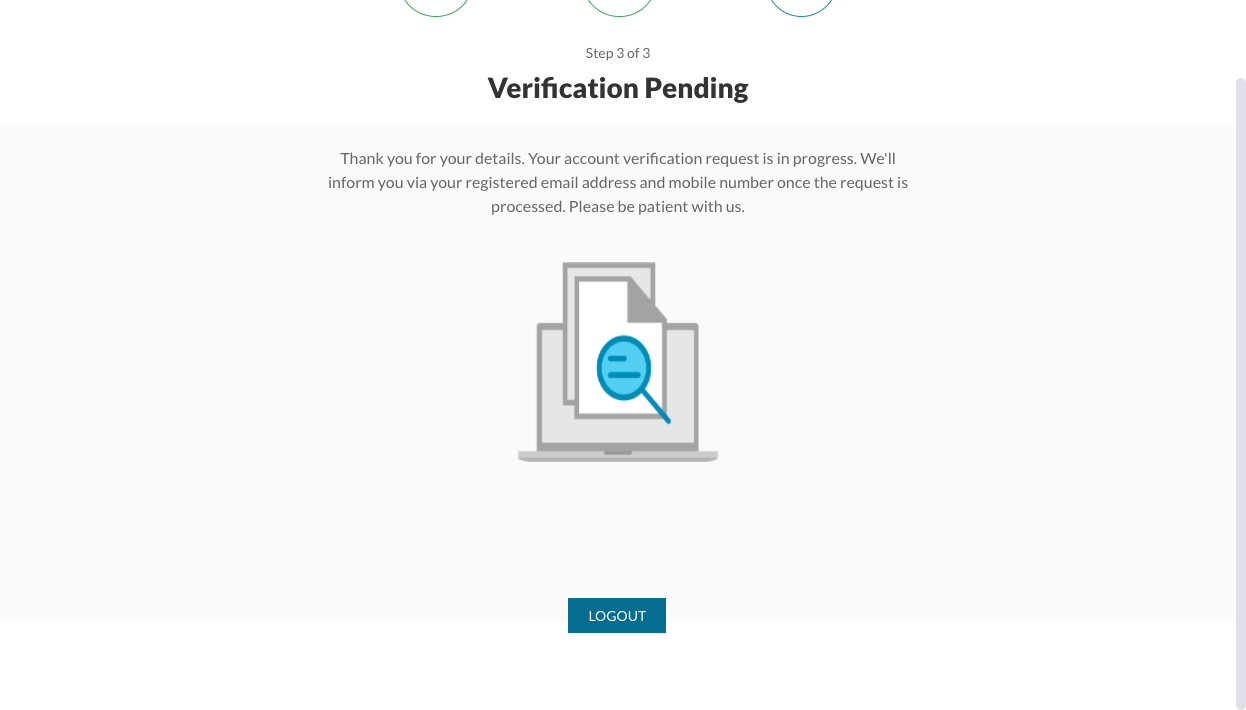 Step 3 of 3
Verification Pending
Thank you for your details. Your account verification request is in progress. We'll
inform you via your registered email address and mobile number once the request is
processed. Please be patient with us.
LOGOUT